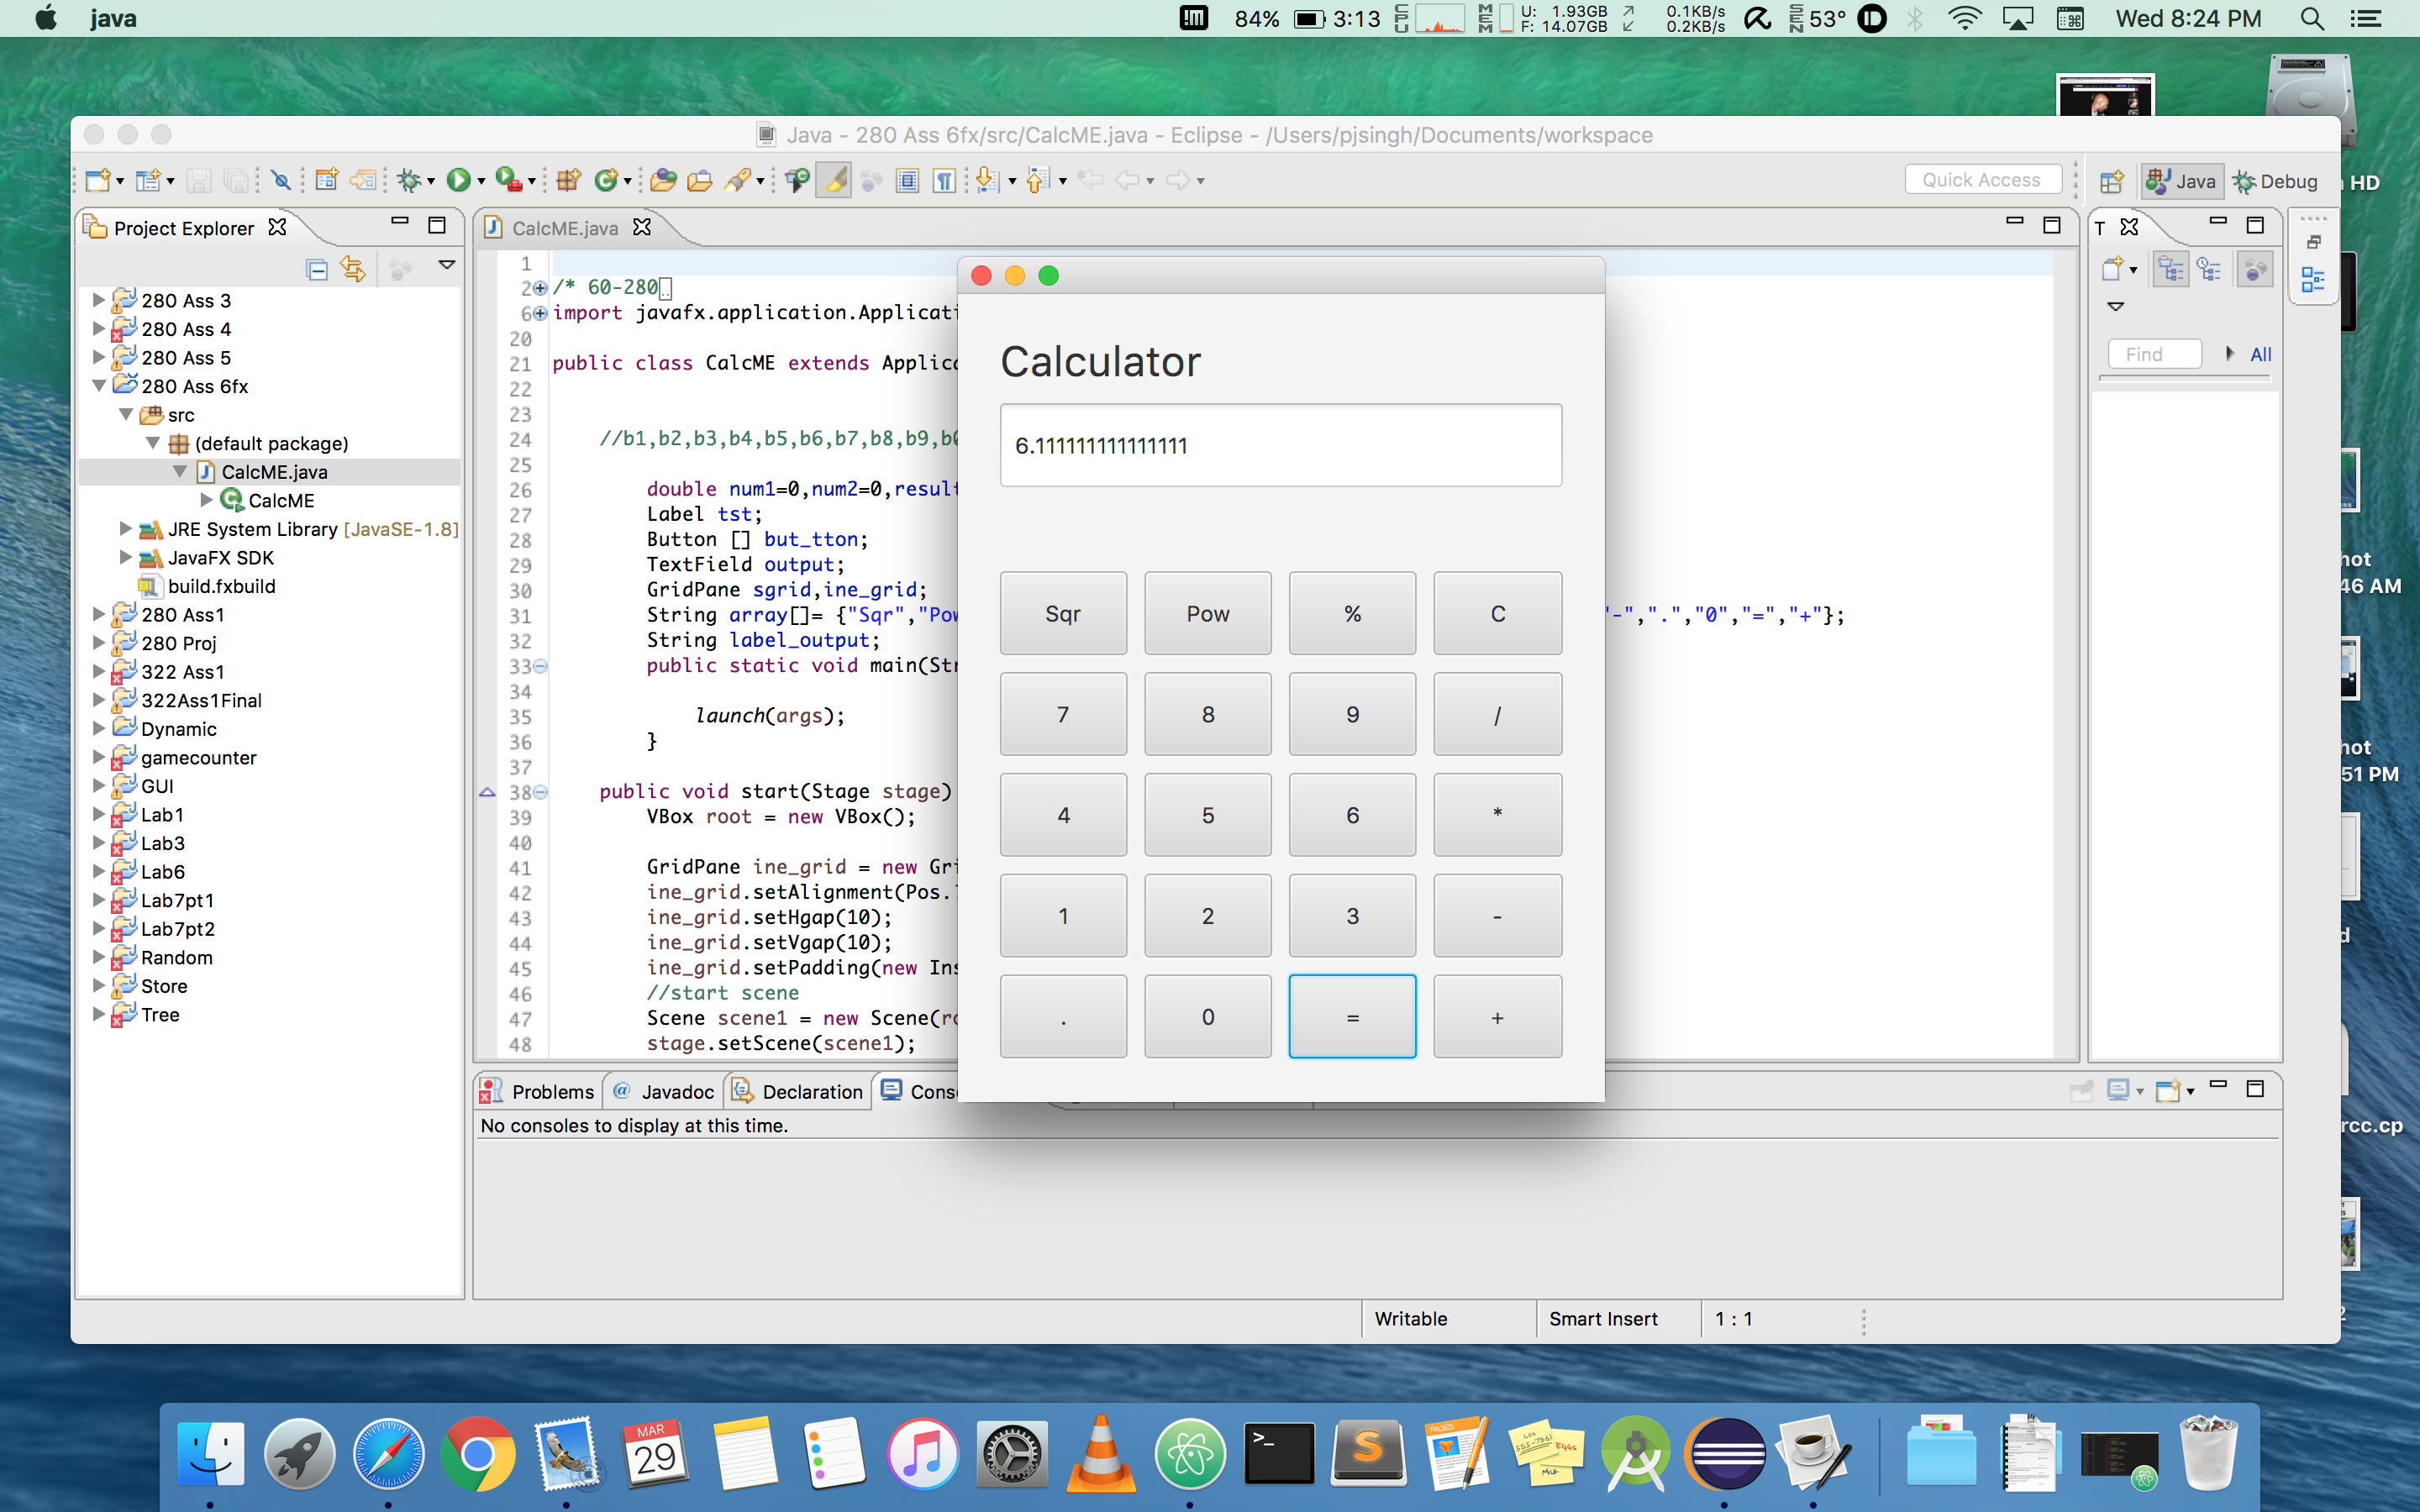 java
84% 3:13
CPU
MEM
U: 1.93GB
F: 14.07GB
0.1KB/s
0.2KB/s
SEN 53°
Wed 8:24 PM
Java - 280 Ass 6fx/src/CalcME.java - Eclipse - /Users/pjsingh/Documents/workspace
Quick Access
Java
Debug
HD
Project Explorer
280 Ass 3
280 Ass 4
280 Ass 5
280 Ass 6fx
src
(default package)
CalcME.java
CalcME
JRE System Library [JavaSE-1.8]
JavaFX SDK
build.fxbuild
280 Ass1
280 Proj
322 Ass1
322Ass1Final
Dynamic
gamecounter
GUI
Lab1
Lab3
Lab6
Lab7pt1
Lab7pt2
Random
Store
Tree
CalcME.java
1
2 /* 60-280
6 import javafx.application.Applicati
20
21 public class CalcME extends Applic
22
23
24 //b1,b2,b3,b4,b5,b6,b7,b8,b9,b0
25
26 double num1=0,num2=0,result
27 Label tst;
28 Button [] but_tton;
29 TextField output;
30 GridPane sgrid,ine_grid;
31 String array[]= {"Sqr","Pow "-",".","0","=","+"};
32 String label_output;
33 public static void main(Str
34
35 launch(args);
36 }
37
38 public void start(Stage stage)
39 VBox root = new VBox();
40
41 GridPane ine_grid = new Gri
42 ine_grid.setAlignment(Pos.
43 ine_grid.setHgap(10);
44 ine_grid.setVgap(10);
45 ine_grid.setPadding(new Ins
46 //start scene
47 Scene scene1 = new Scene(ro
48 stage.setScene(scene1);
Calculator
6.111111111111111
Sqr Pow % C
7 8 9 /
4 5 6 *
1 2 3 -
. 0 = +
T
Find
All
hot
46 AM
hot
51 PM
d
rcc.cp
2
Problems
Javadoc
Declaration
Conso
No consoles to display at this time.
Writable
Smart Insert
1 : 1
MAR
29
>_
S
PAGES
555-7361
EGGS
MILK